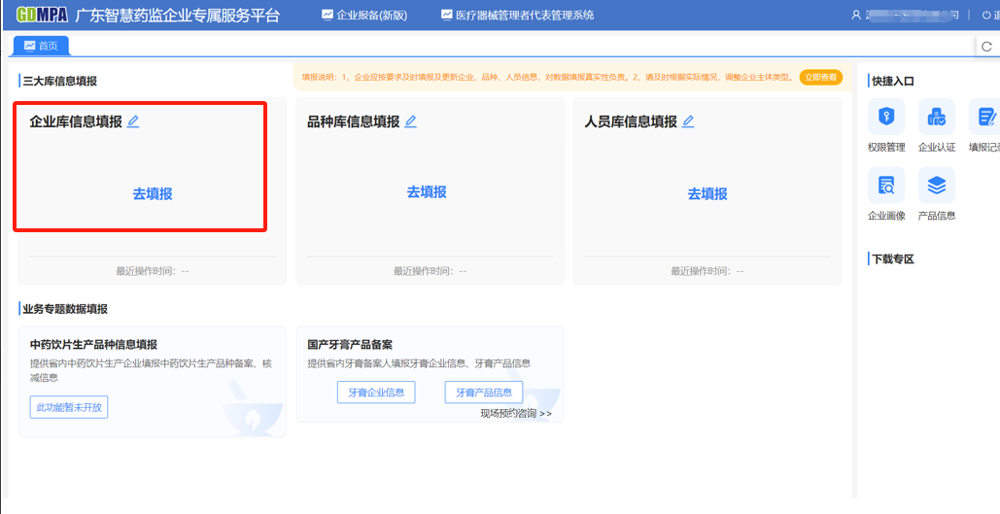 GDMPA 广东智慧药监企业专属服务平台
企业报备(新版)
医疗器械管理者代表管理系统
首页
三大库信息填报
填报说明：1、企业应按要求及时填报及更新企业、品种、人员信息，对数据填报真实性负责。2、请及时根据实际情况，调整企业主体类型。
立即查看
企业库信息填报
去填报
最近操作时间：--
品种库信息填报
去填报
最近操作时间：--
人员库信息填报
去填报
最近操作时间：--
业务专题数据填报
中药饮片生产品种信息填报
提供省内中药饮片生产企业填报中药饮片生产品种备案、核
减信息
此功能暂未开放
国产牙膏产品备案
提供省内牙膏备案人填报牙膏企业信息、牙膏产品信息
牙膏企业信息
牙膏产品信息
现场预约咨询 >>
快捷入口
权限管理
企业认证
填报记
企业画像
产品信息
下载专区